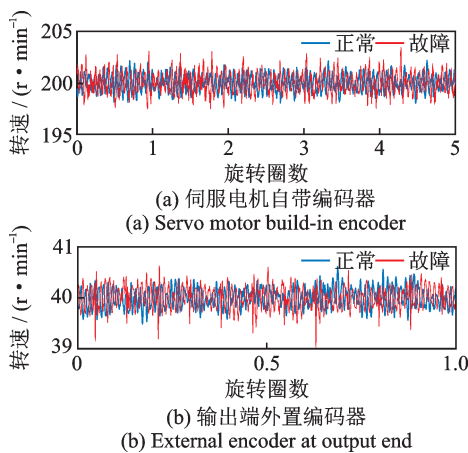 205
正常 故障
200
195
转速 / (r • min⁻¹)
0 1 2 3 4 5
旋转圈数
(a) 伺服电机自带编码器
(a) Servo motor build-in encoder
41
正常 故障
40
39
转速 / (r • min⁻¹)
0 0.5 1.0
旋转圈数
(b) 输出端外置编码器
(b) External encoder at output end